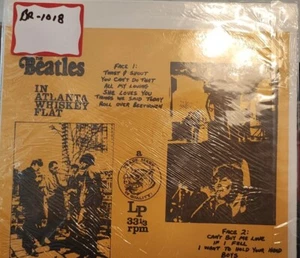 BR-1018
Beatles
IN
ATLANTA
WHISKEY
FLAT
FACE 1:
TWIST & SHOUT
YOU CAN'T DO THAT
ALL MY LOVING
SHE LOVES YOU
THINGS WE SAID TODAY
ROLL OVER BEETHOVEN
LP
33⅓
rpm
FACE 2:
CAN'T BUY ME LOVE
IF I FELL
I WANT TO HOLD YOUR HAND
BOYS